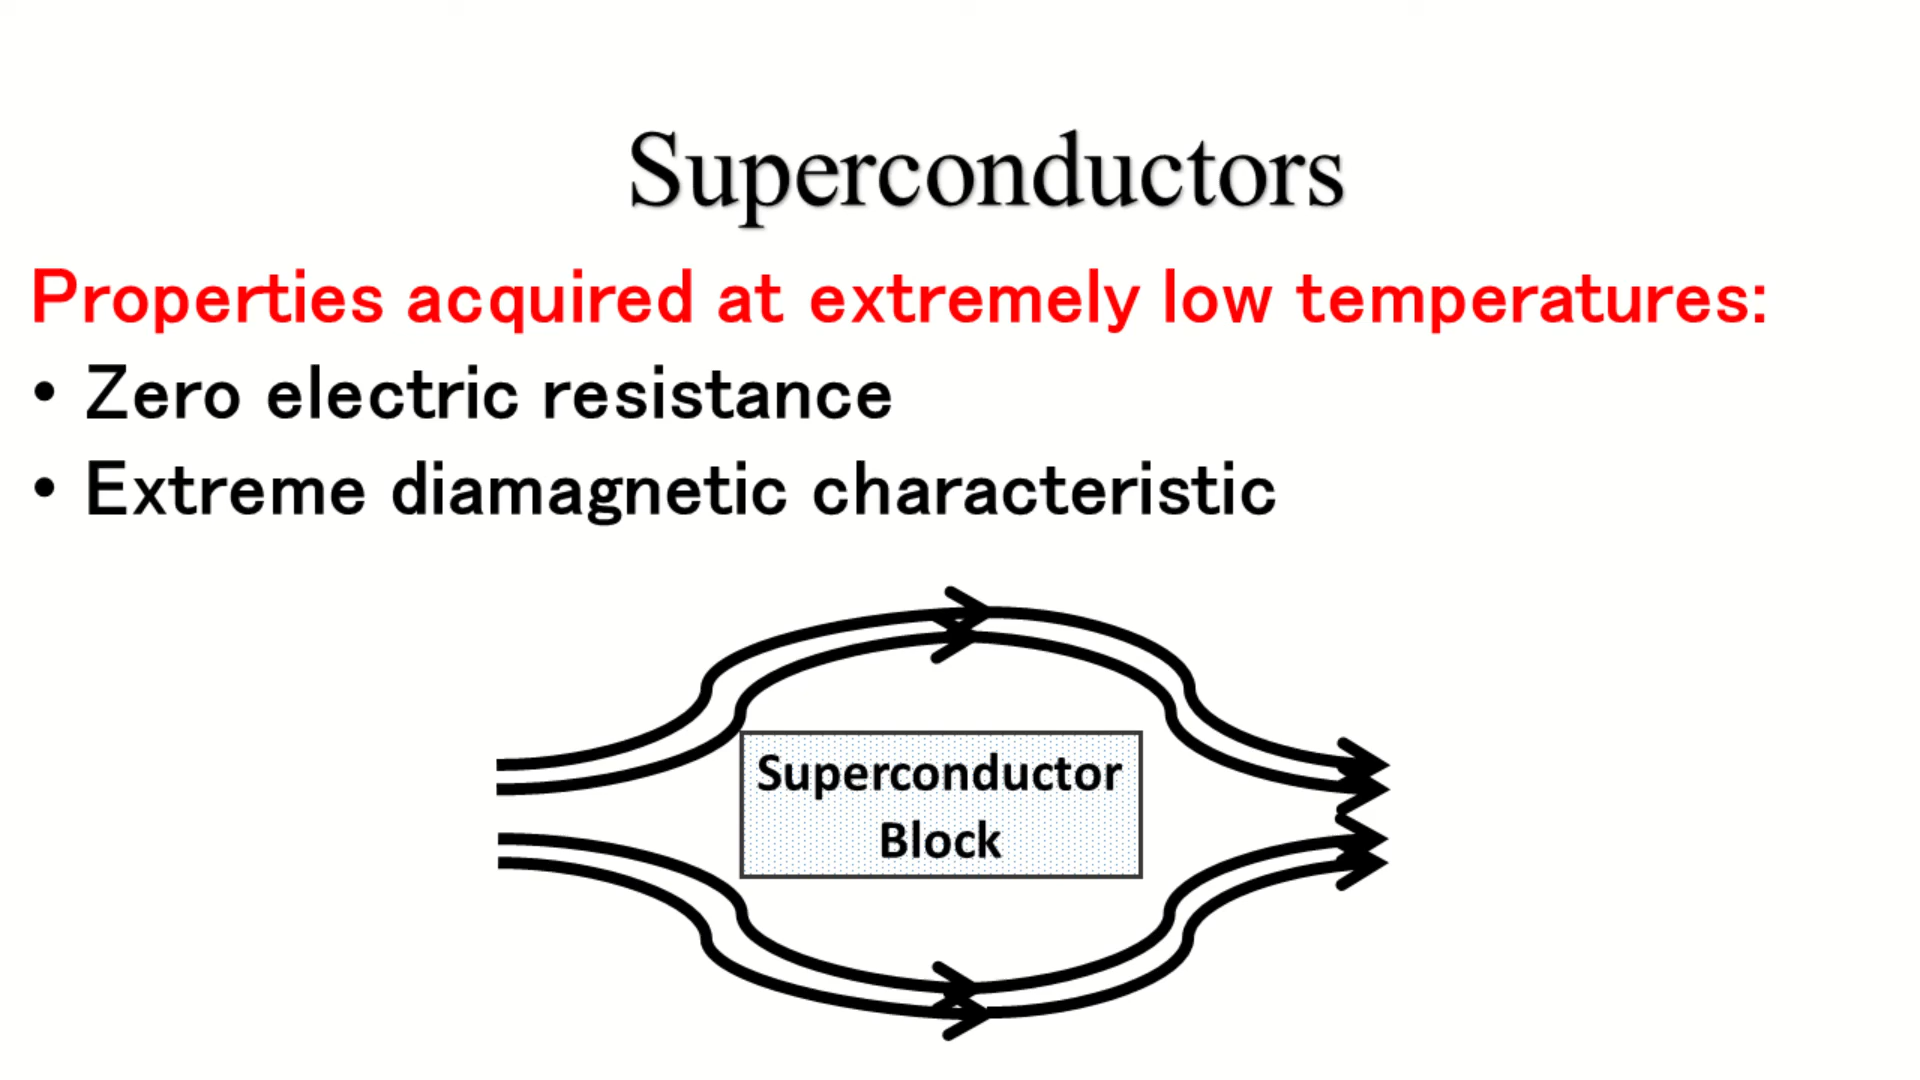 Superconductors
Properties acquired at extremely low temperatures:
• Zero electric resistance
• Extreme diamagnetic characteristic
Superconductor
Block